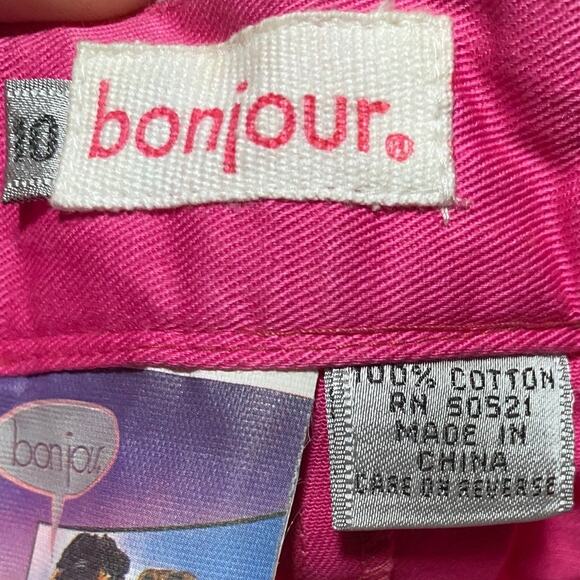 10
bonjour®
bonjour
100% COTTON
RN 50521
MADE IN
CHINA
CARE ON REVERSE